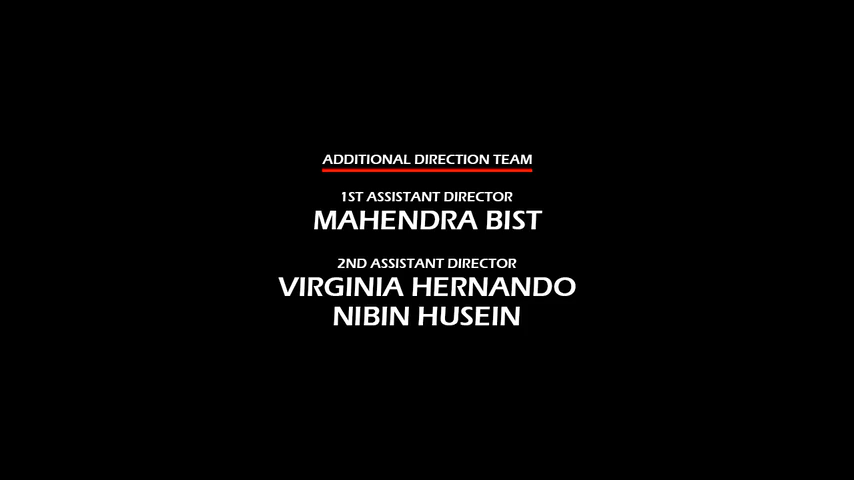 ADDITIONAL DIRECTION TEAM
1ST ASSISTANT DIRECTOR
MAHENDRA BIST
2ND ASSISTANT DIRECTOR
VIRGINIA HERNANDO
NIBIN HUSEIN